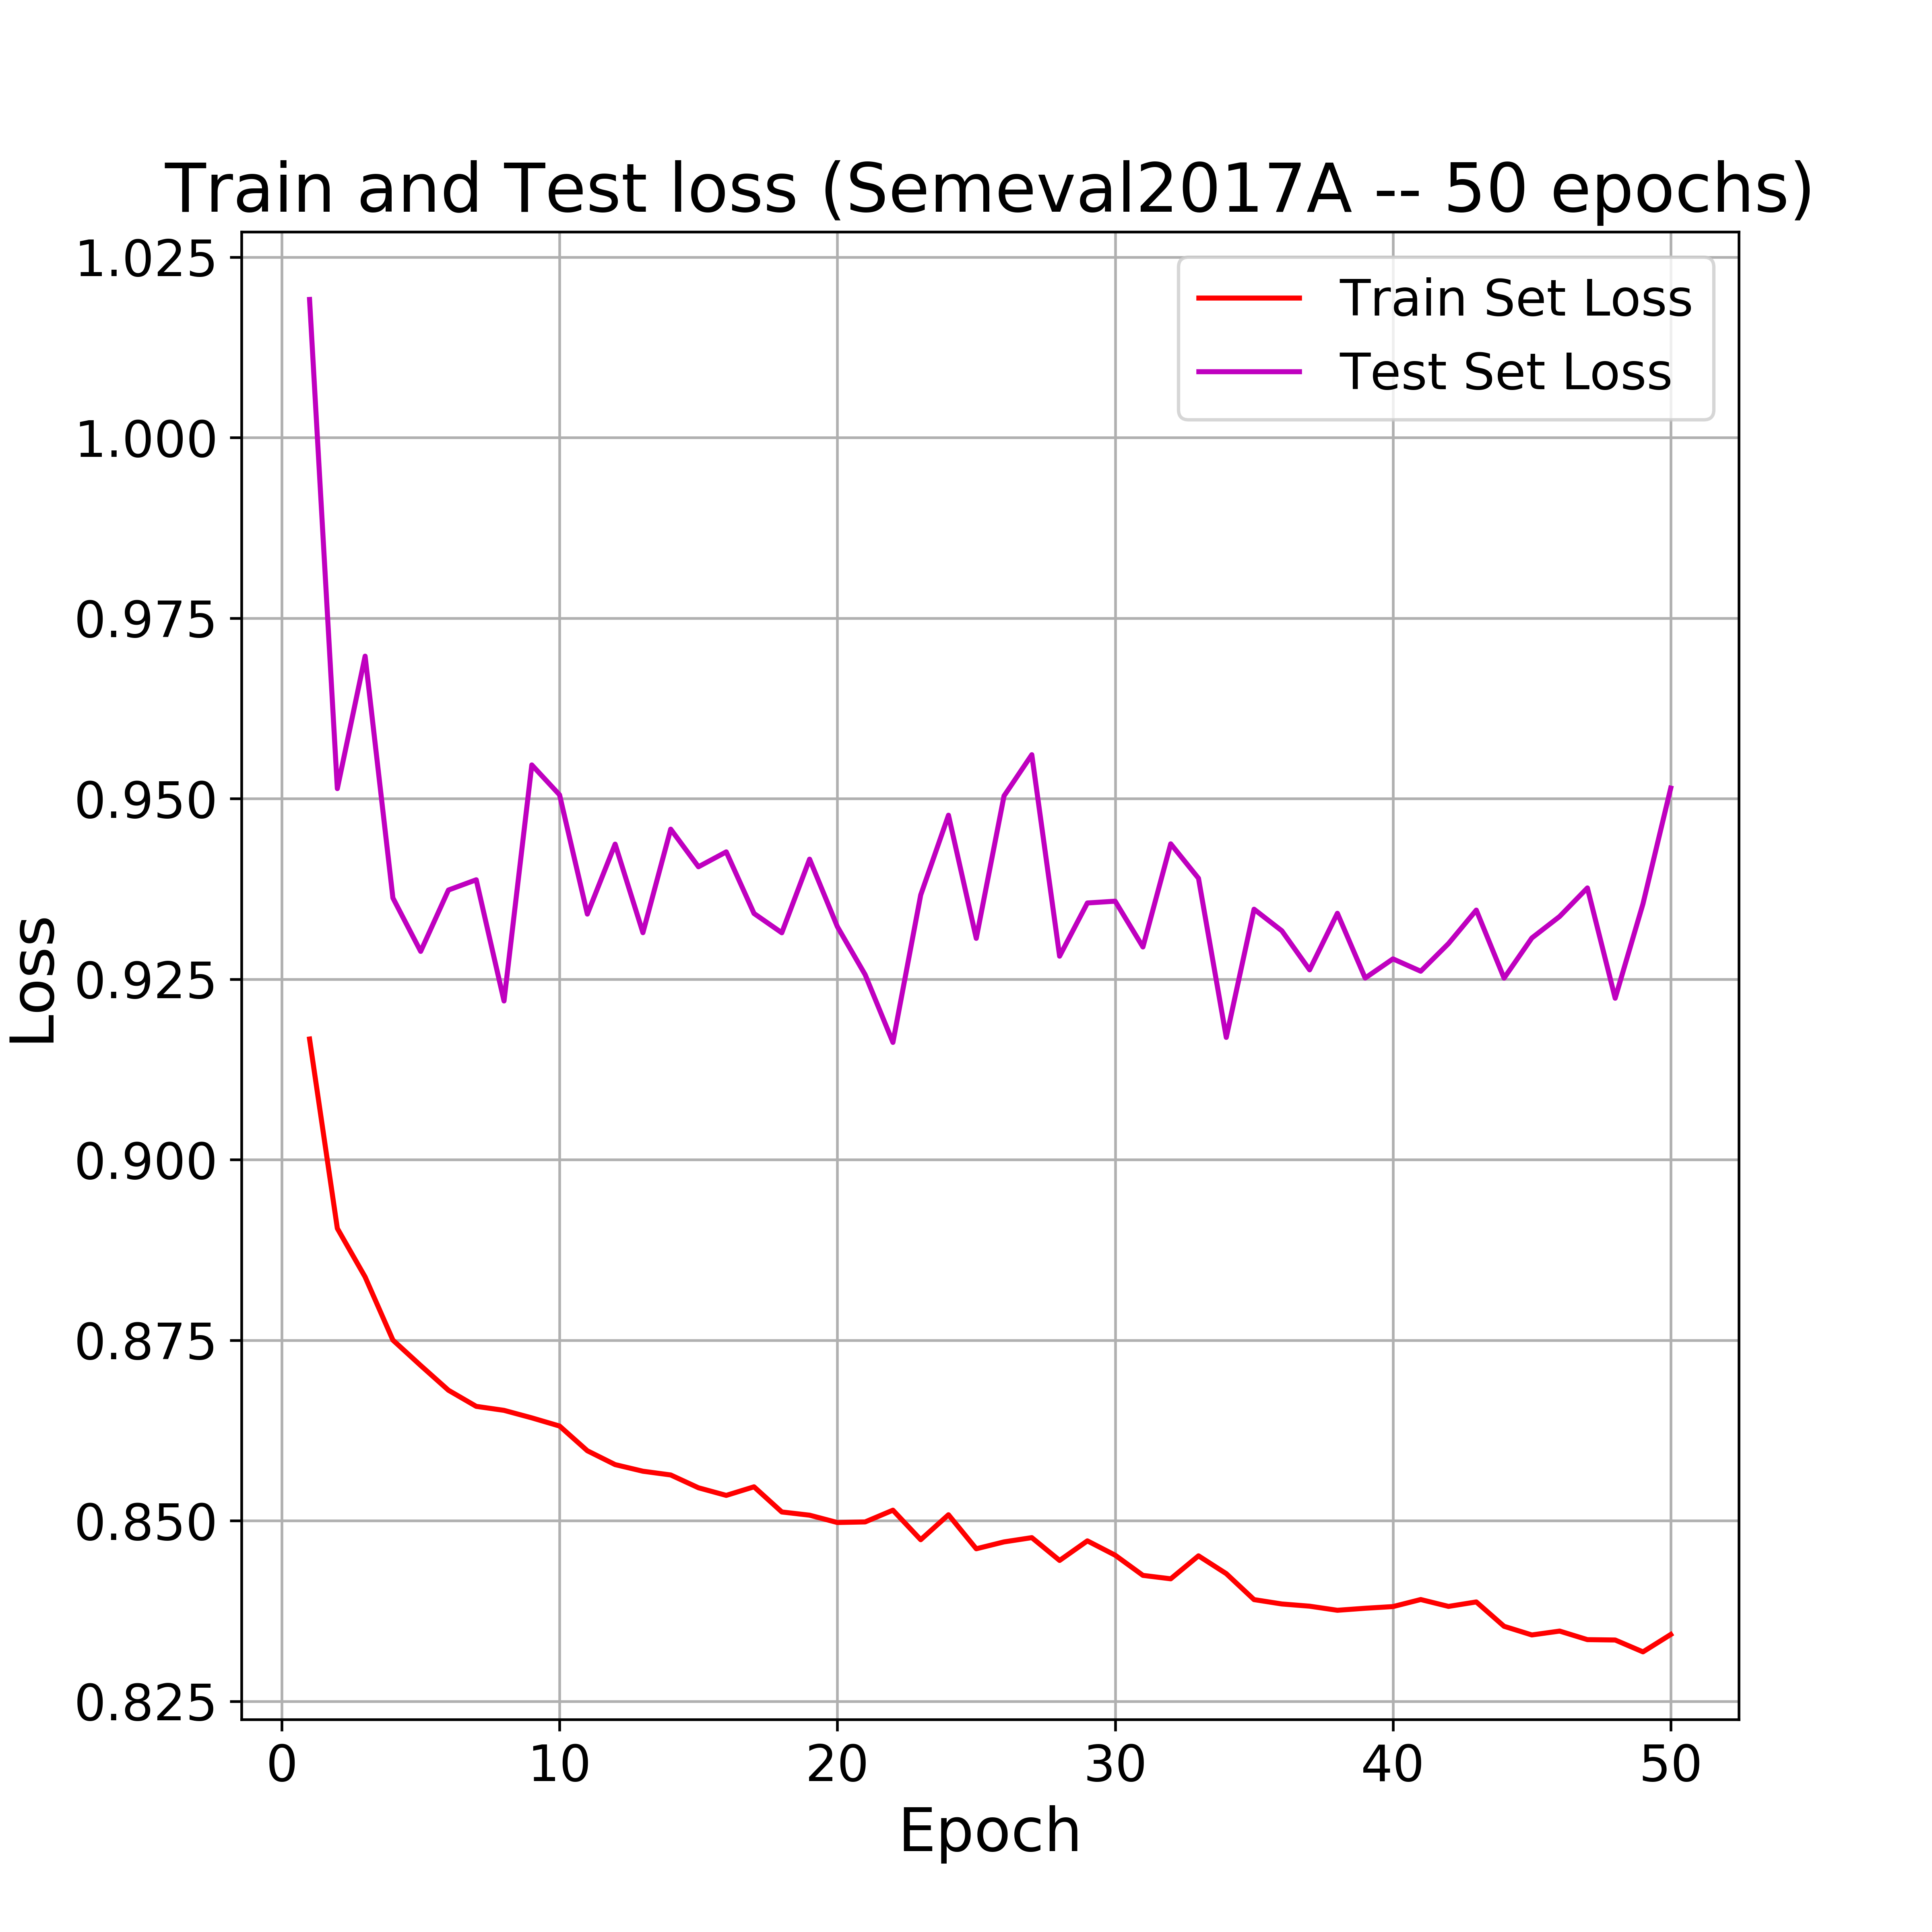 Train and Test loss (Semeval2017A -- 50 epochs)
Train Set Loss
Test Set Loss
1.025
1.000
0.975
0.950
0.925
0.900
0.875
0.850
0.825
Loss
0 10 20 30 40 50
Epoch